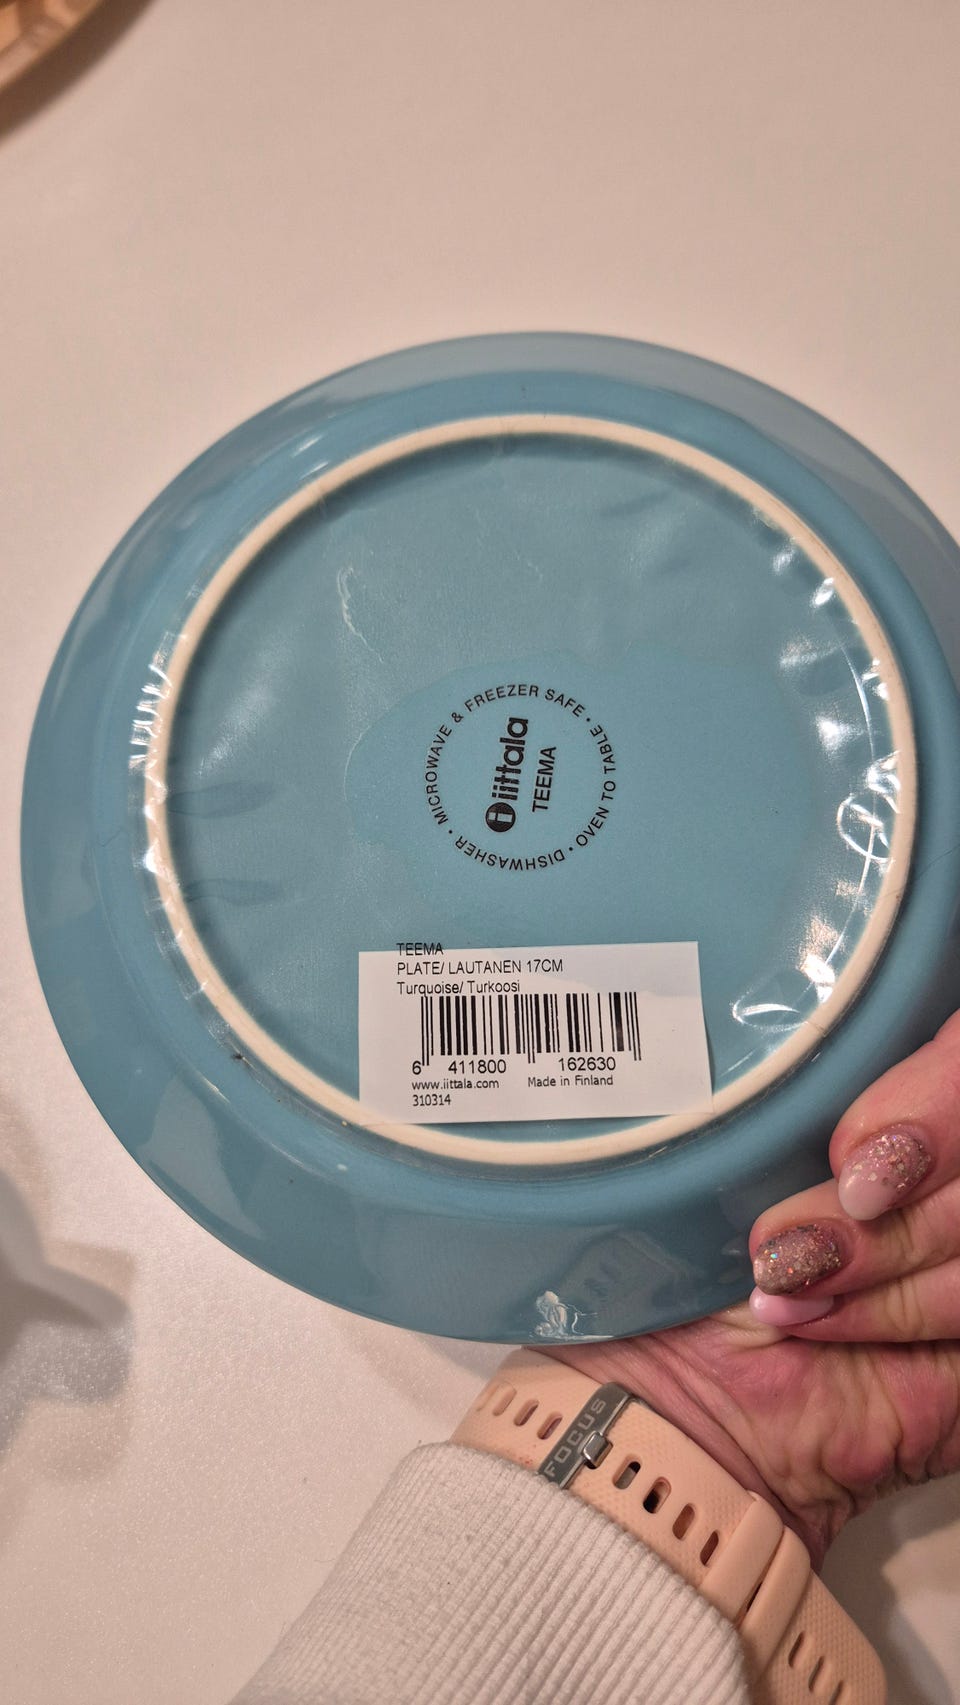 • MICROWAVE & FREEZER SAFE • OVEN TO TABLE • DISHWASHER
iittala
TEEMA
TEEMA
PLATE/ LAUTANEN 17CM
Turquoise/ Turkoosi
6 411800 162630
www.iittala.com Made in Finland
310314
FOCUS